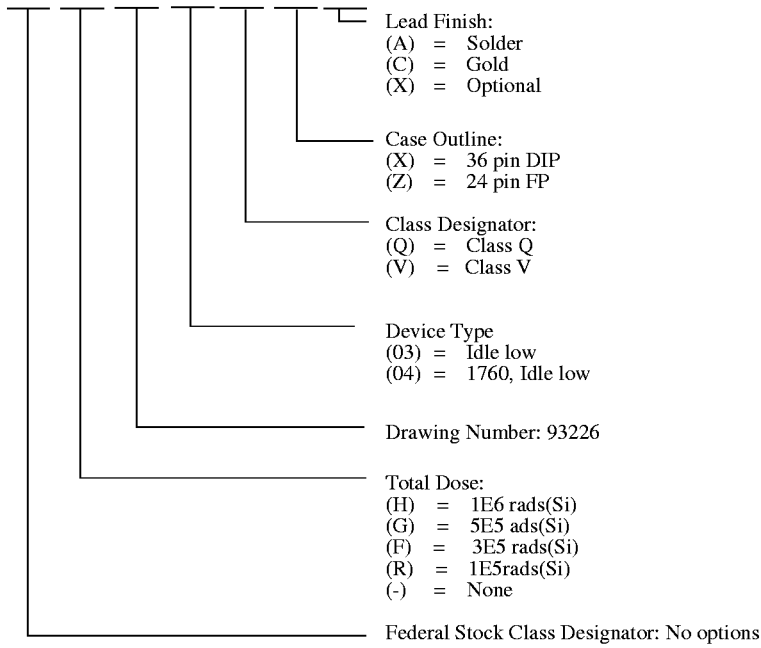 Lead Finish:
(A) = Solder
(C) = Gold
(X) = Optional
Case Outline:
(X) = 36 pin DIP
(Z) = 24 pin FP
Class Designator:
(Q) = Class Q
(V) = Class V
Device Type
(03) = Idle low
(04) = 1760, Idle low
Drawing Number: 93226
Total Dose:
(H) = 1E6 rads(Si)
(G) = 5E5 ads(Si)
(F) = 3E5 rads(Si)
(R) = 1E5rads(Si)
(-) = None
Federal Stock Class Designator: No options